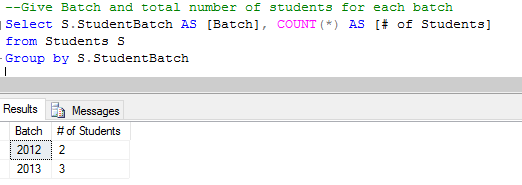 --Give Batch and total number of students for each batch
Select S.StudentBatch AS [Batch], COUNT(*) AS [# of Students]
from Students S
Group by S.StudentBatch
Results Messages
Batch # of Students
2012 2
2013 3